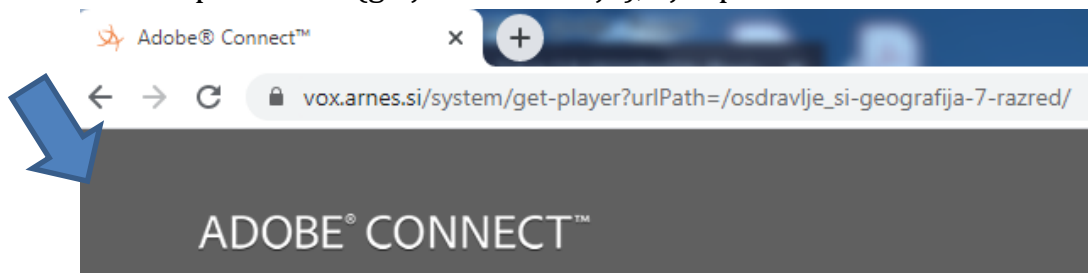 Adobe® Connect™
vox.arnes.si/system/get-player?urlPath=/osdravlje_si-geografija-7-razred/
ADOBE® CONNECT™